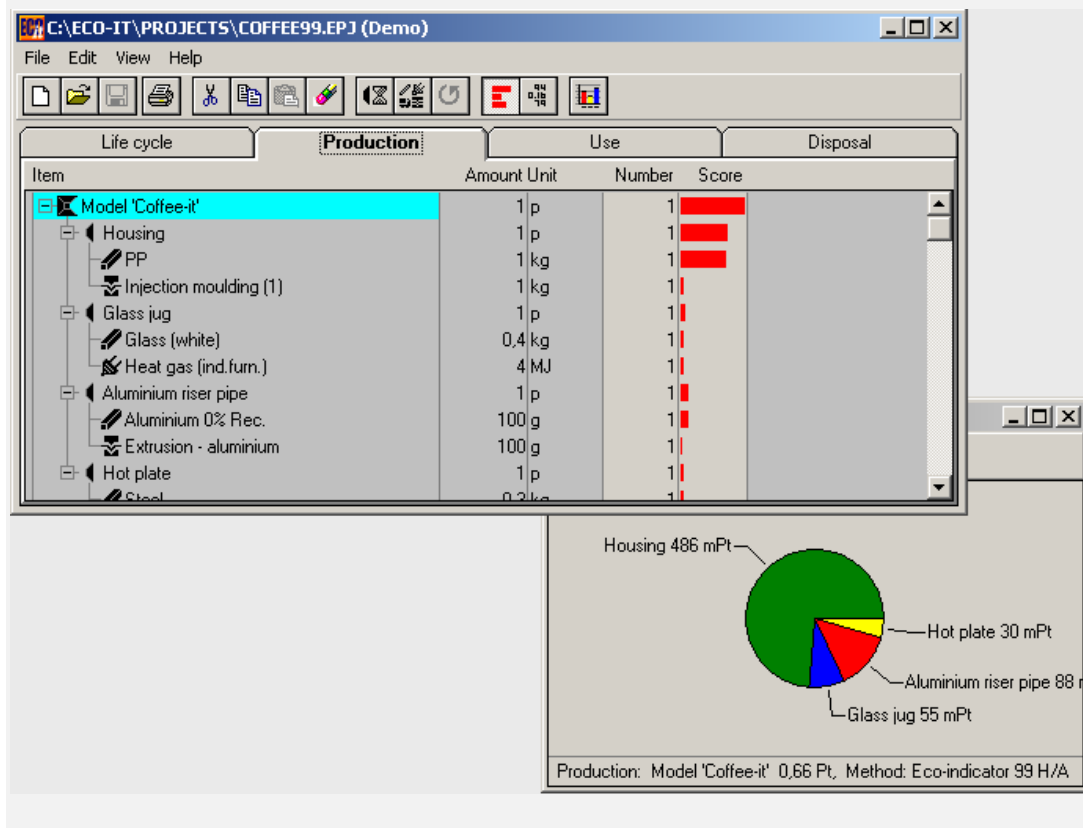 C:\ECO-IT\PROJECTS\COFFEE99.EPJ (Demo)
File Edit View Help
Life cycle Production Use Disposal
Item Amount Unit Number Score
Model 'Coffee-it' 1 p 1
Housing 1 p 1
PP 1 kg 1
Injection moulding (1) 1 kg 1
Glass jug 1 p 1
Glass (white) 0,4 kg 1
Heat gas (ind.furn.) 4 MJ 1
Aluminium riser pipe 1 p 1
Aluminium 0% Rec. 100 g 1
Extrusion - aluminium 100 g 1
Hot plate 1 p 1
Steel 0,3 kg 1
Housing 486 mPt
Hot plate 30 mPt
Aluminium riser pipe 88
Glass jug 55 mPt
Production: Model 'Coffee-it' 0,66 Pt, Method: Eco-indicator 99 H/A